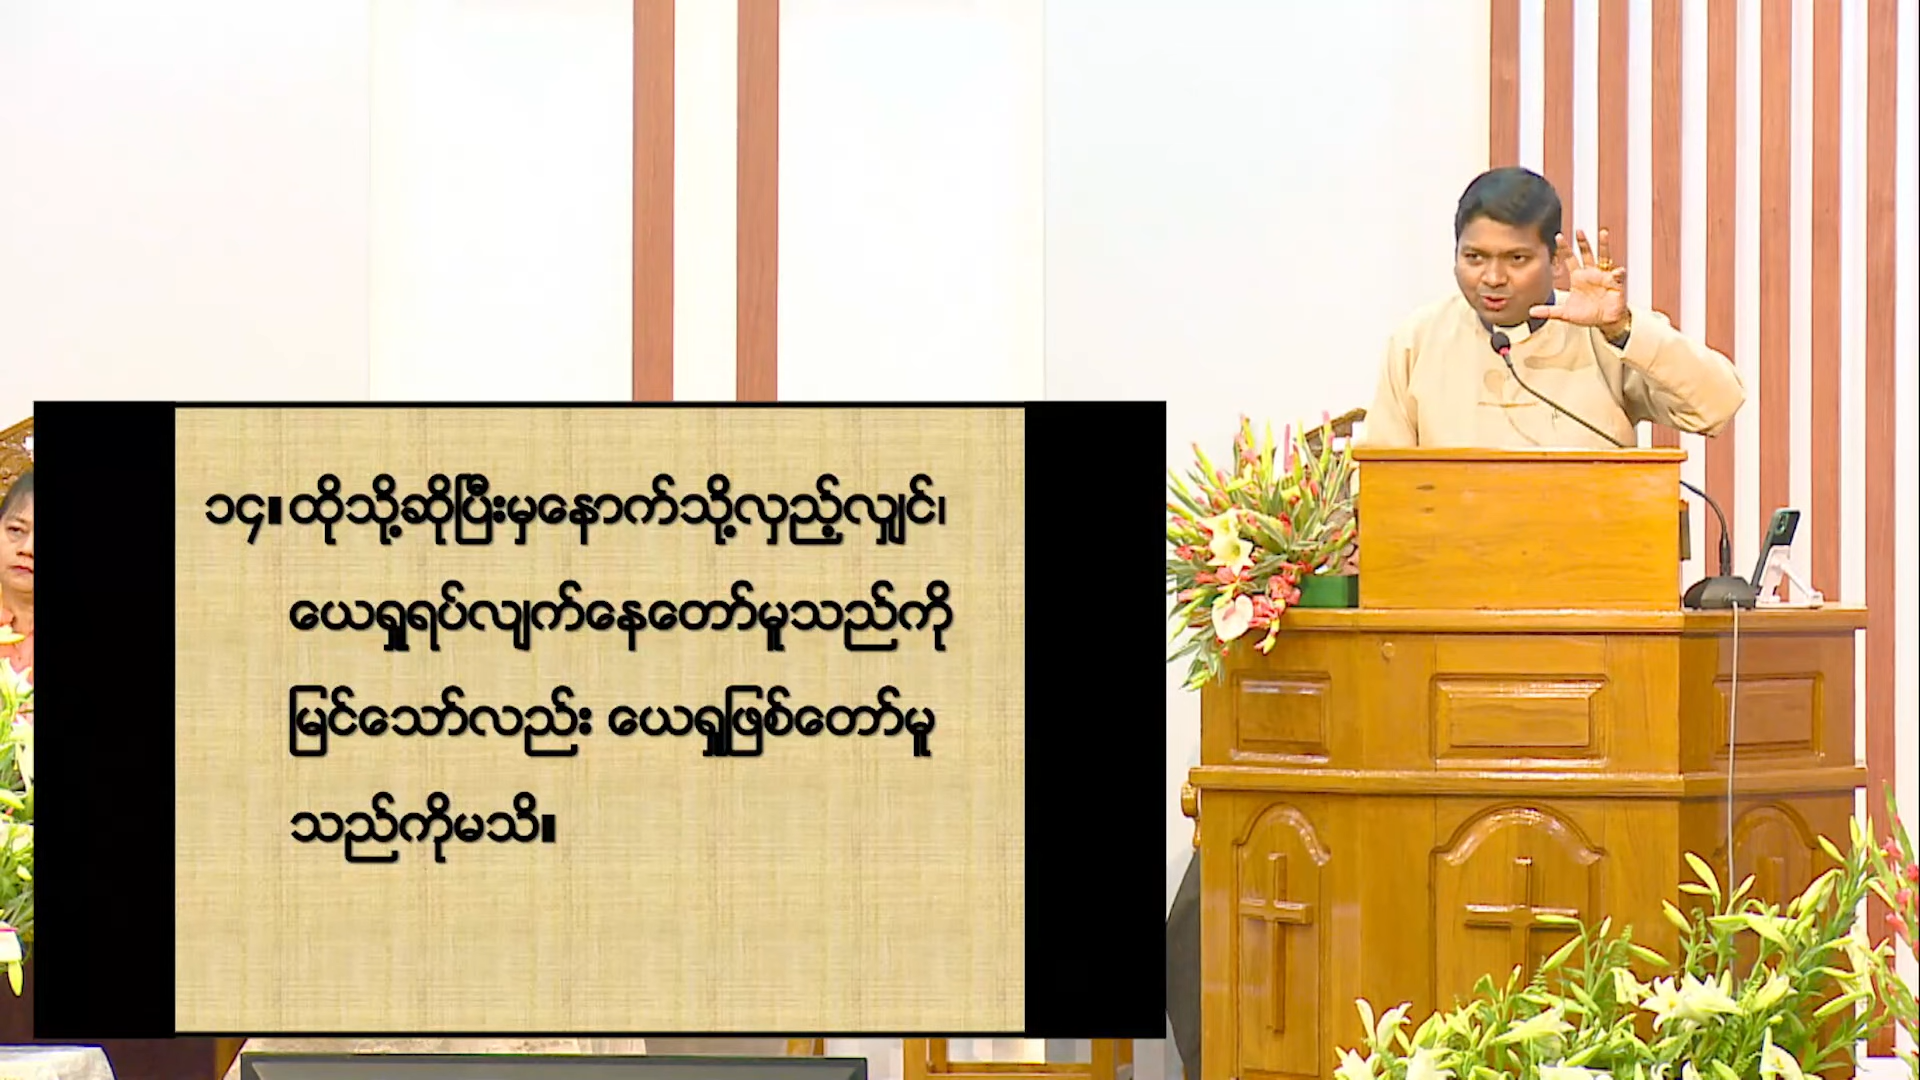 ၁၄။ ထိုသို့ဆိုပြီးမှနောက်သို့လှည့်လျှင်၊
ယေရှုရပ်လျက်နေတော်မူသည်ကို
မြင်သော်လည်း ယေရှုဖြစ်တော်မူ
သည်ကိုမသိ။